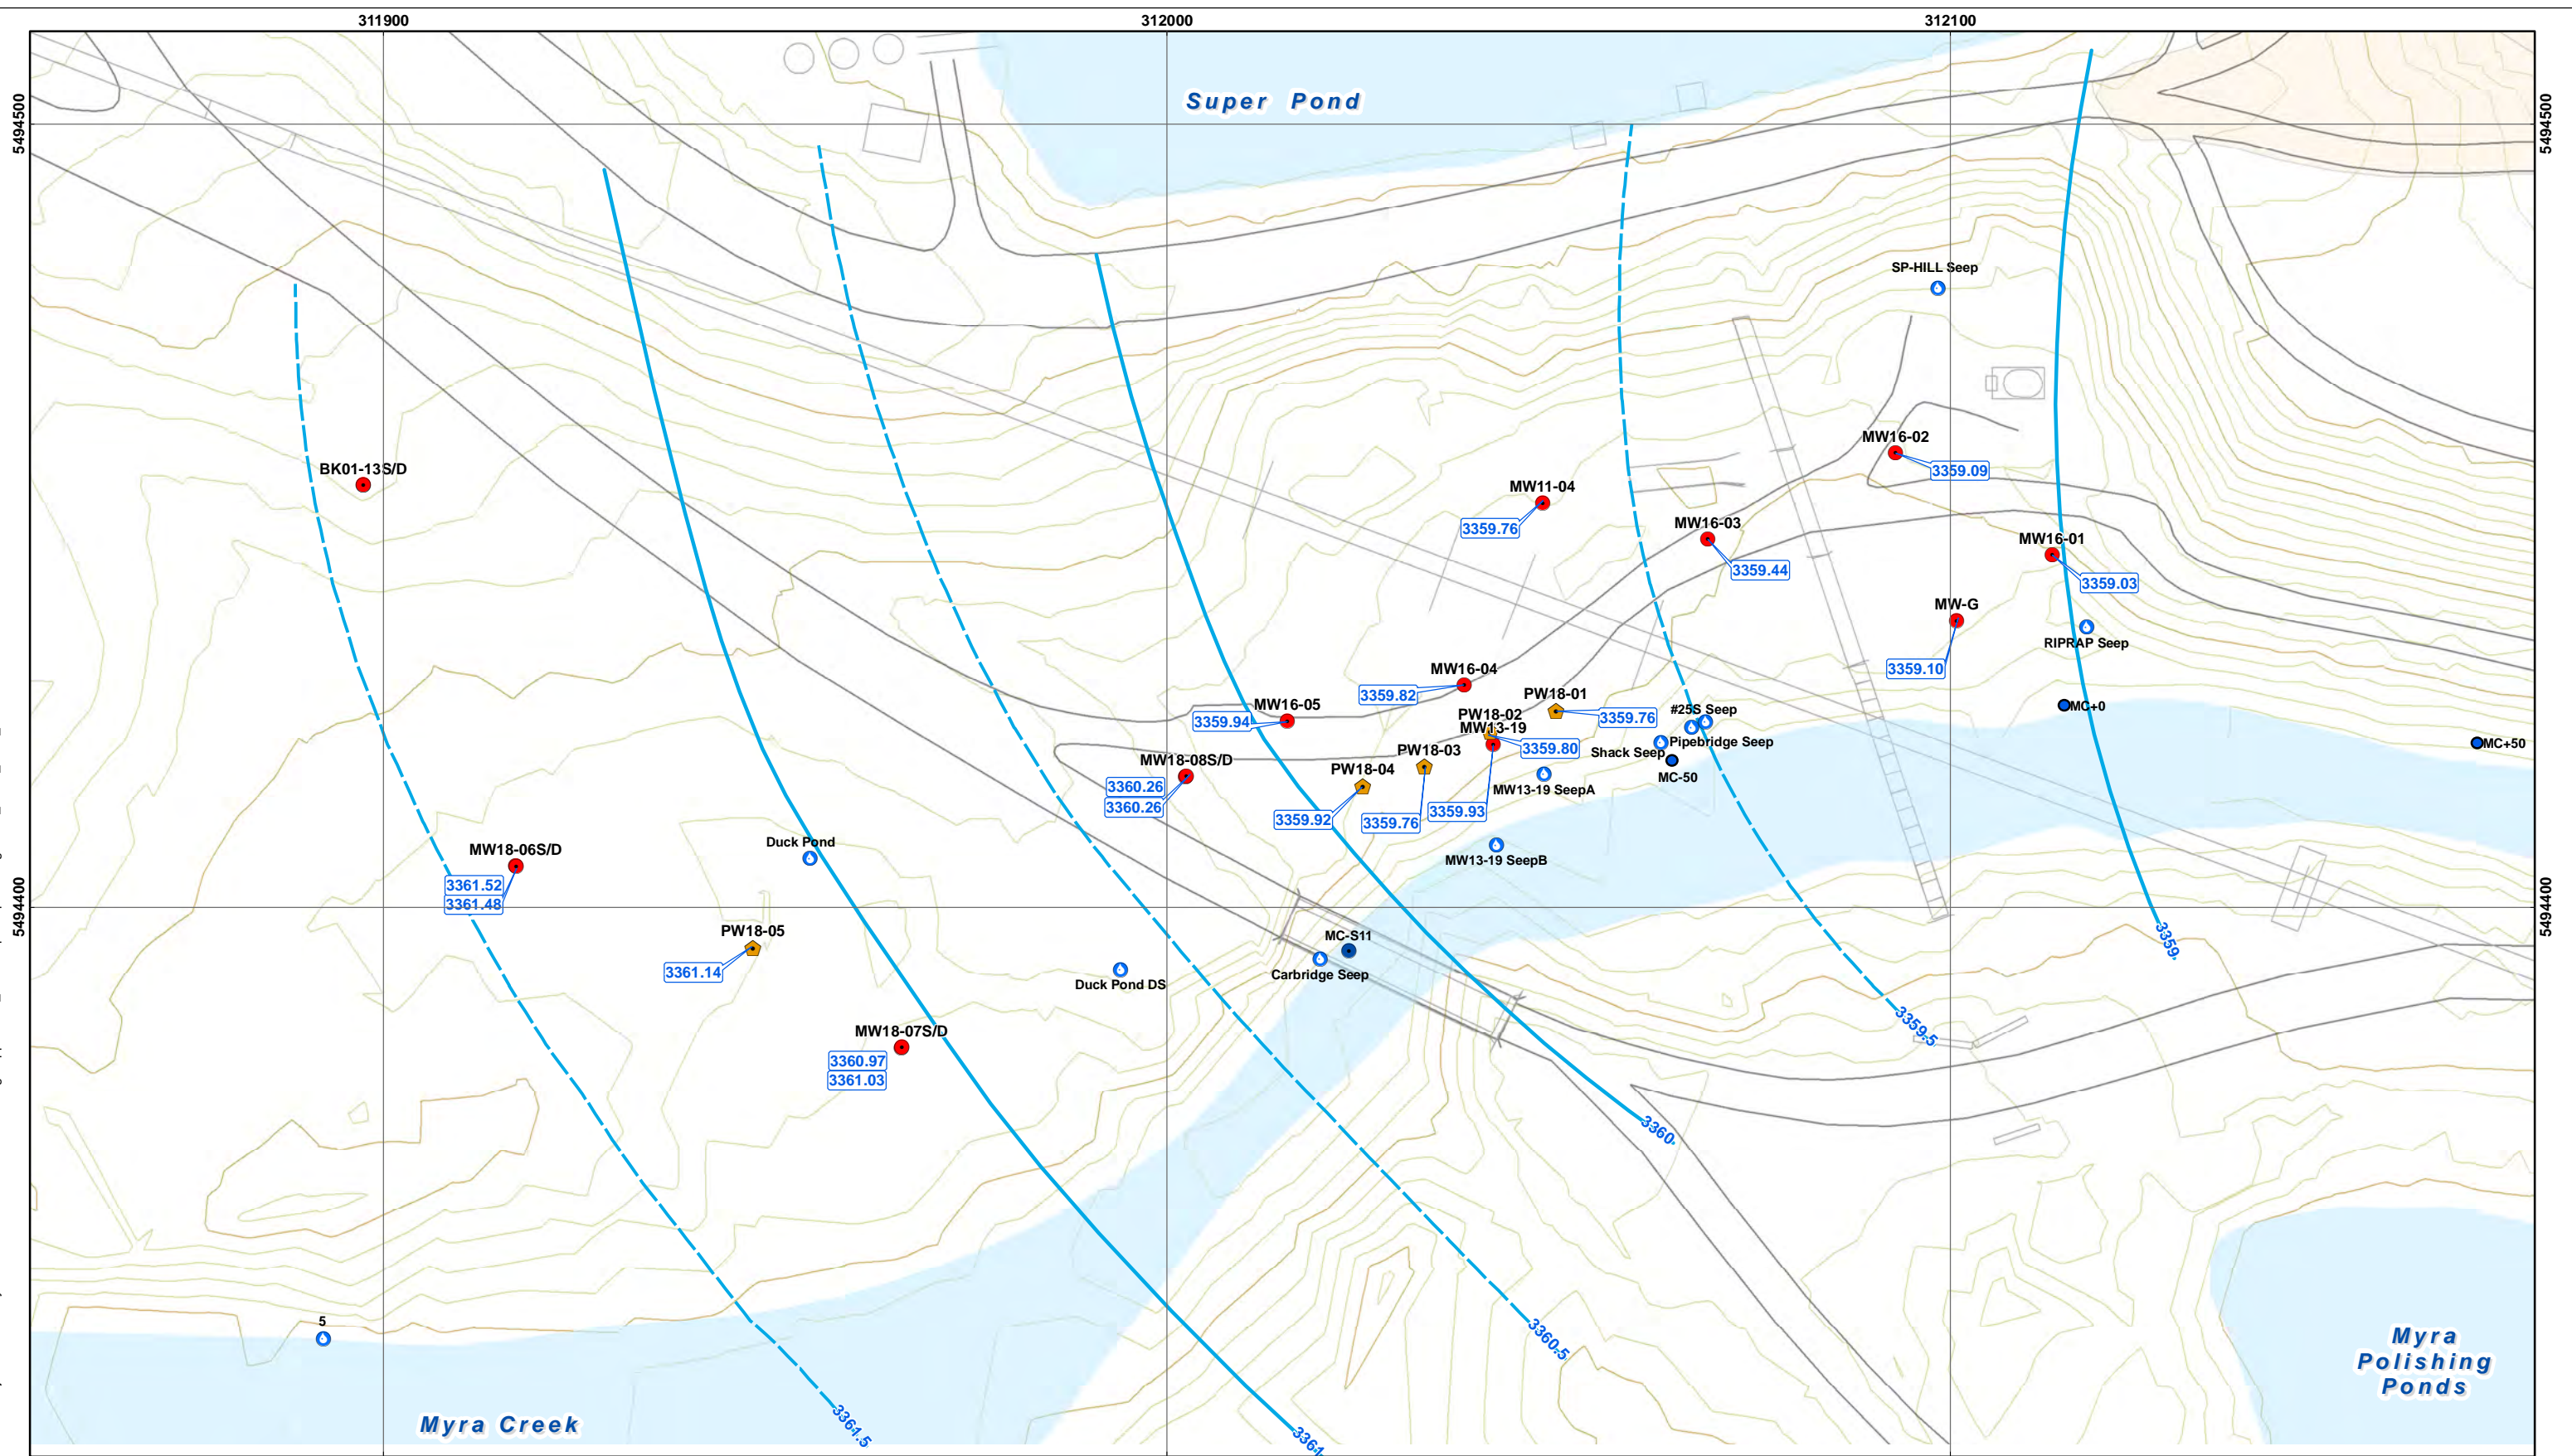 311900
312000
312100
5494500
5494500
Super Pond
SP-HILL Seep
BK01-13S/D
MW16-02
3359.09
MW11-04
3359.76
MW16-03
3359.44
MW16-01
3359.03
MW-G
3359.10
RIPRAP Seep
MW16-04
3359.82
MW16-05
3359.94
PW18-01
3359.76
#25S Seep
MC+0
PW18-02
MW13-19
3359.80
3359.93
Pipebridge Seep
Shack Seep
MC-50
MC+50
PW18-03
3359.76
PW18-04
3359.92
MW13-19 SeepA
MW18-08S/D
3360.26
3360.26
Duck Pond
MW18-06S/D
3361.52
3361.48
MW13-19 SeepB
5494400
5494400
PW18-05
3361.14
MC-S11
Carbridge Seep
Duck Pond DS
3359
MW18-07S/D
3360.97
3361.03
3359.5
3360
5
3360.5
3361.5
3361
Myra Creek
Myra
Polishing
Ponds